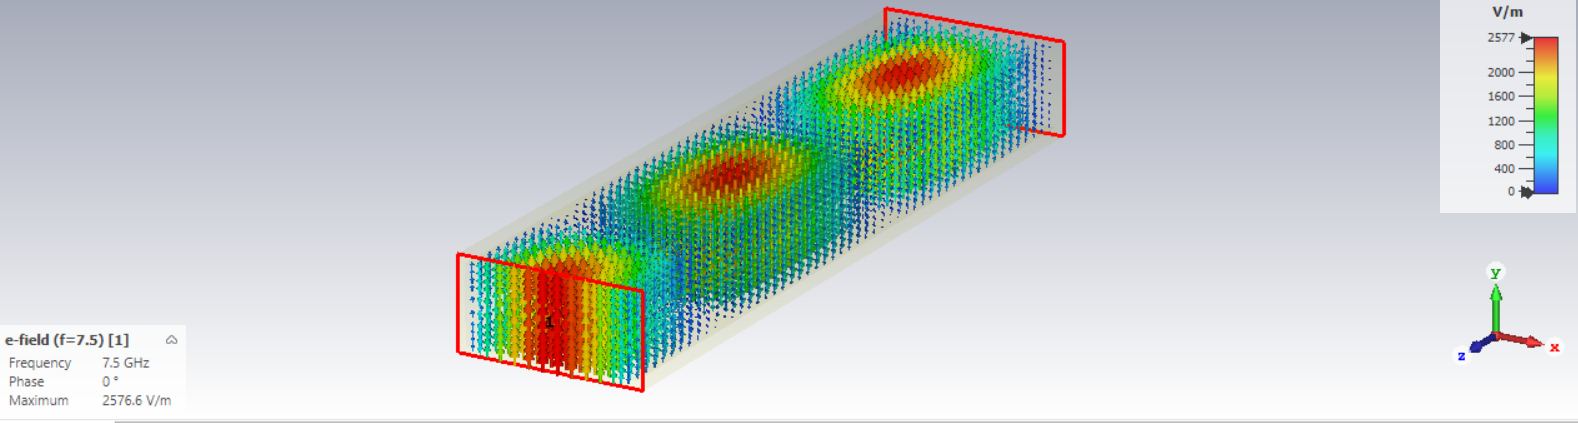 V/m
2577
2000
1600
1200
800
400
0
1
y
x
z
e-field (f=7.5) [1]
Frequency 7.5 GHz
Phase 0 °
Maximum 2576.6 V/m